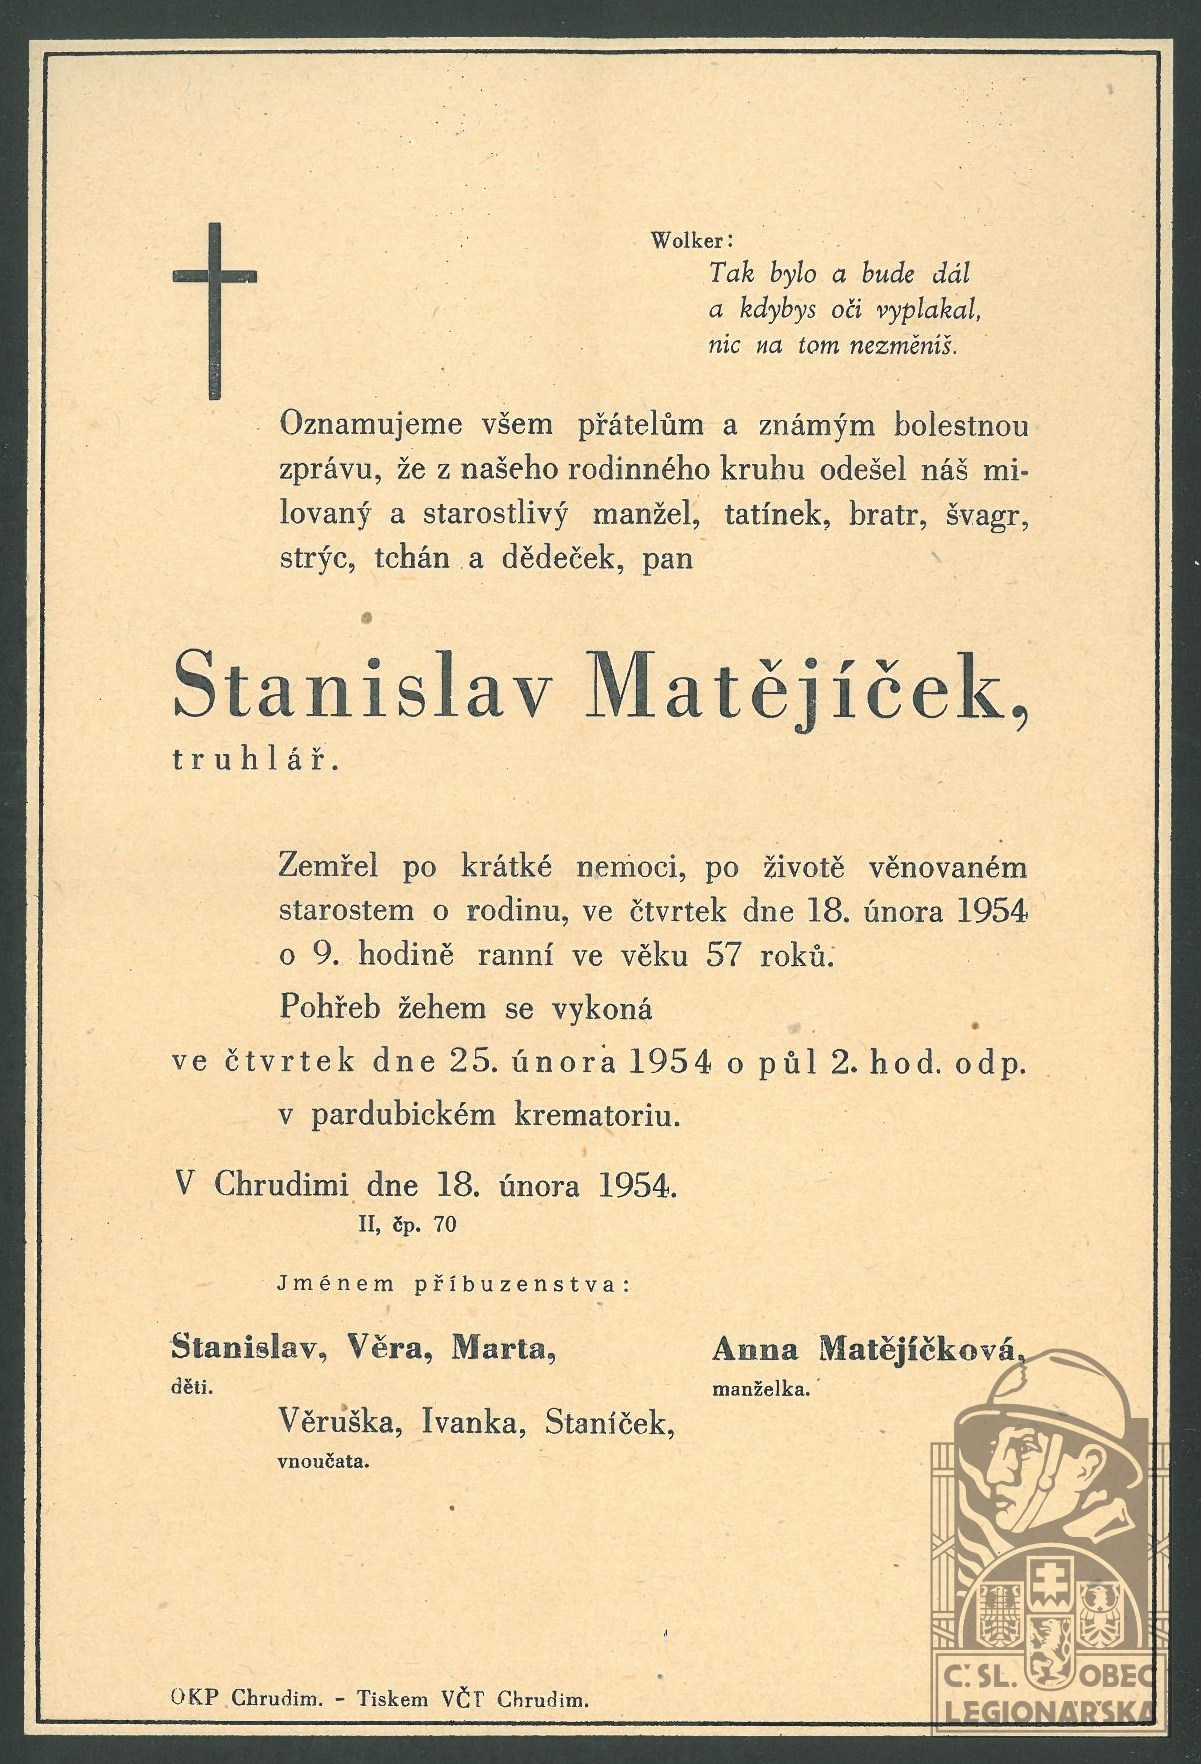 Wolker:
Tak bylo a bude dál
a kdybys oči vyplakal,
nic na tom nezměníš.
Oznamujeme všem přátelům a známým bolestnou
zprávu, že z našeho rodinného kruhu odešel náš mi-
lovaný a starostlivý manžel, tatínek, bratr, švagr,
strýc, tchán a dědeček, pan
Stanislav Matějíček,
truhlář.
Zemřel po krátké nemoci, po životě věnovaném
starostem o rodinu, ve čtvrtek dne 18. února 1954
o 9. hodině ranní ve věku 57 roků.
Pohřeb žehem se vykoná
ve čtvrtek dne 25. února 1954 o půl 2. hod. odp.
v pardubickém krematoriu.
V Chrudimi dne 18. února 1954.
II, čp. 70
Jménem příbuzenstva:
Stanislav, Věra, Marta,
děti.
Anna Matějíčková,
manželka.
Věruška, Ivanka, Staníček,
vnoučata.
OKP Chrudim. - Tiskem VČT Chrudim.
Č.SL. OBEC
LEGIONÁŘSKÁ